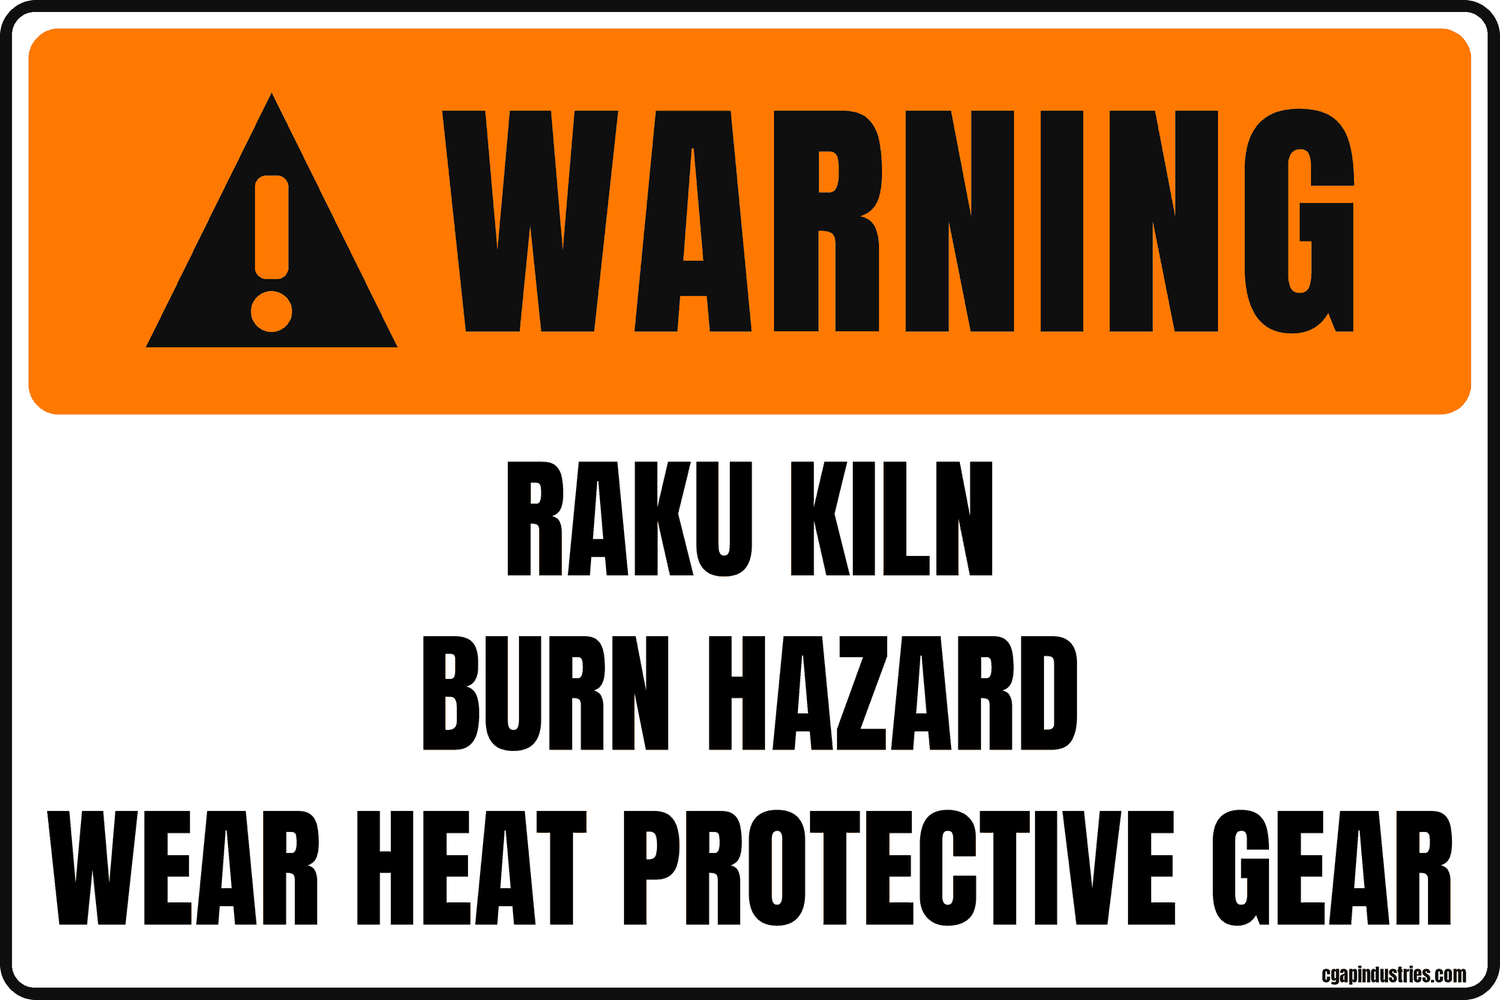 WARNING
RAKU KILN
BURN HAZARD
WEAR HEAT PROTECTIVE GEAR
cgapindustries.com